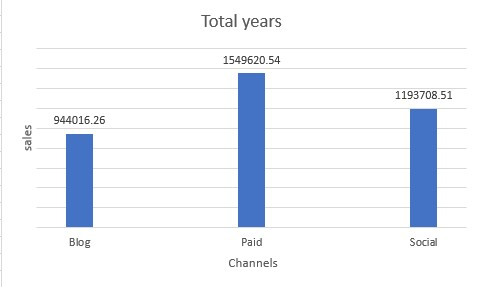 Total years
1549620.54
1193708.51
944016.26
sales
Blog
Paid
Social
Channels